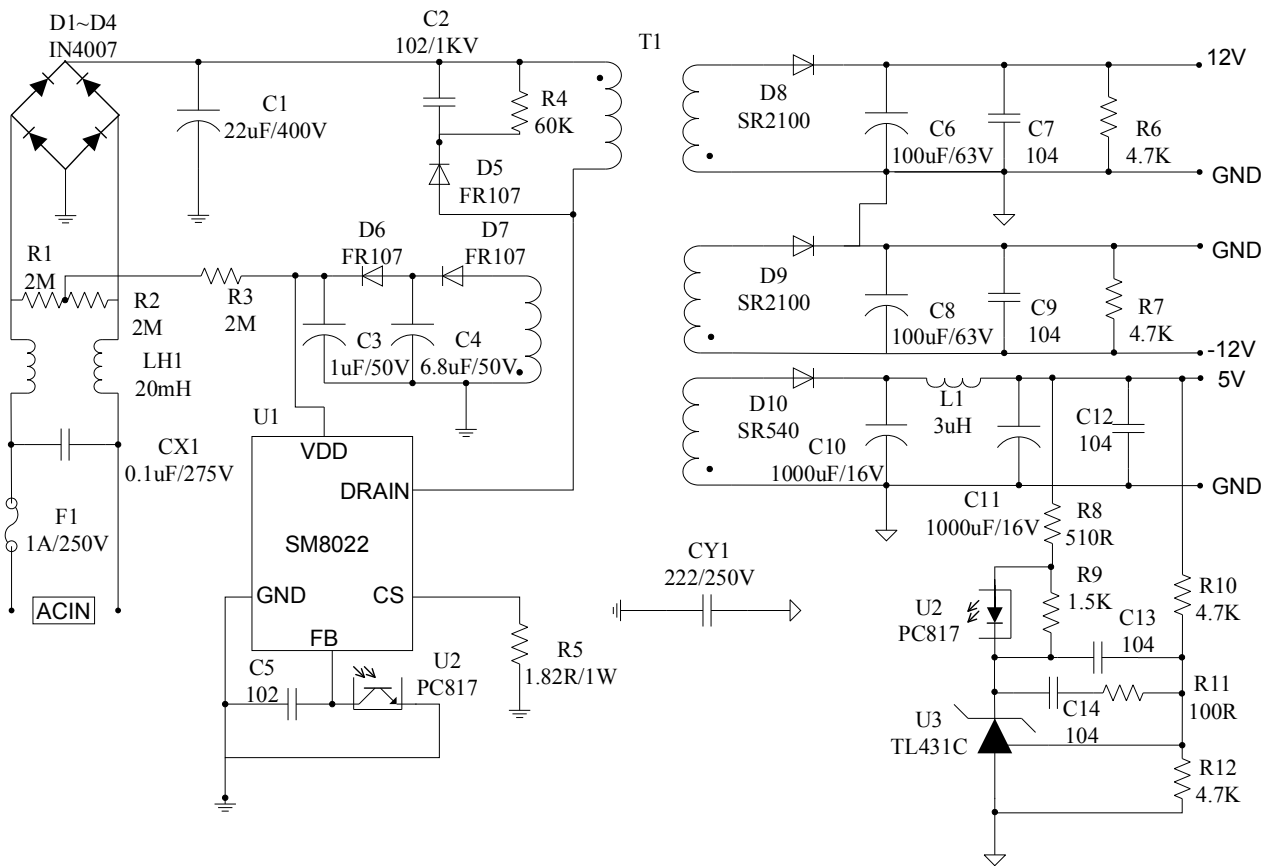 D1~D4
IN4007
C1
22uF/400V
C2
102/1KV
R4
60K
D5
FR107
T1
D8
SR2100
C6
100uF/63V
C7
104
R6
4.7K
12V
GND
R1
2M
R2
2M
R3
2M
D6
FR107
D7
FR107
C3
1uF/50V
C4
6.8uF/50V
D9
SR2100
C8
100uF/63V
C9
104
R7
4.7K
GND
-12V
LH1
20mH
CX1
0.1uF/275V
F1
1A/250V
ACIN
U1
VDD
DRAIN
SM8022
GND
CS
FB
C5
102
U2
PC817
R5
1.82R/1W
CY1
222/250V
D10
SR540
C10
1000uF/16V
L1
3uH
C11
1000uF/16V
C12
104
5V
GND
R8
510R
R9
1.5K
U2
PC817
C13
104
R10
4.7K
C14
104
R11
100R
U3
TL431C
R12
4.7K